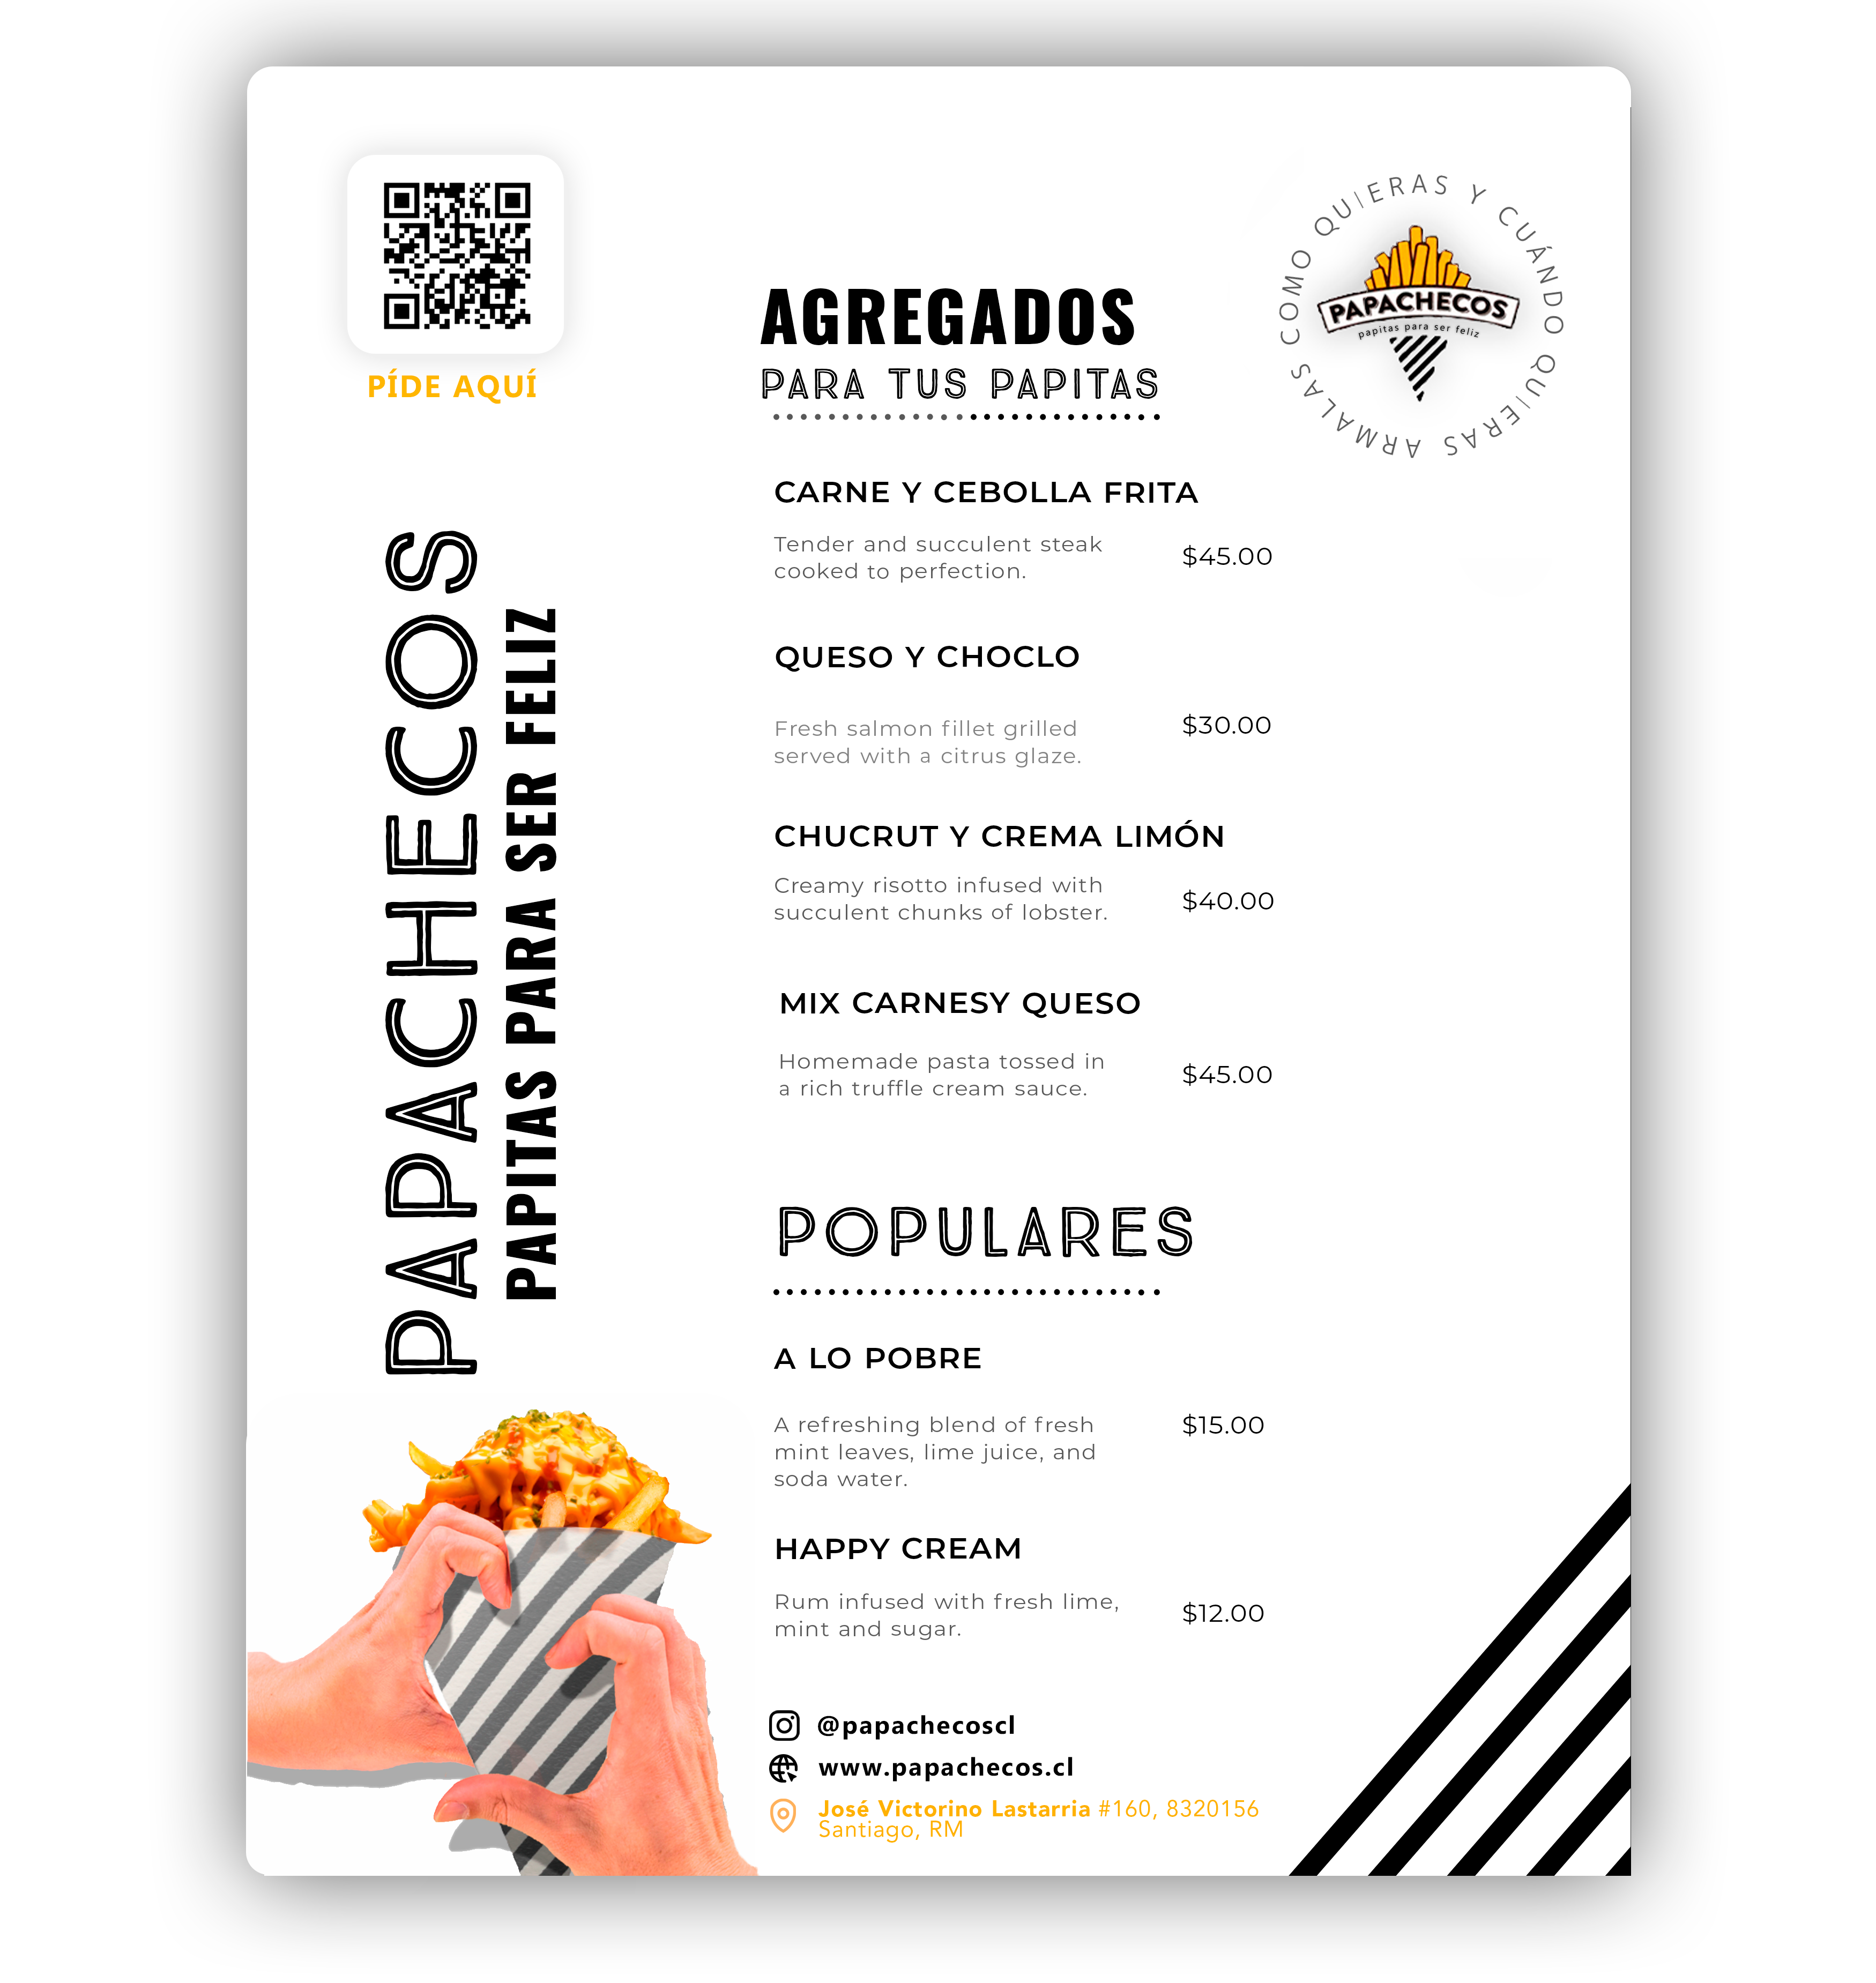 PÍDE AQUÍ
PAPACHECOS
PAPITAS PARA SER FELIZ
AGREGADOS
PARA TUS PAPITAS
ARMALAS COMO QUIERAS Y CUÁNDO QUIERAS
PAPACHECOS
papitas para ser feliz
CARNE Y CEBOLLA FRITA
Tender and succulent steak
cooked to perfection.
$45.00
QUESO Y CHOCLO
Fresh salmon fillet grilled
served with a citrus glaze.
$30.00
CHUCRUT Y CREMA LIMÓN
Creamy risotto infused with
succulent chunks of lobster.
$40.00
MIX CARNESY QUESO
Homemade pasta tossed in
a rich truffle cream sauce.
$45.00
POPULARES
A LO POBRE
A refreshing blend of fresh
mint leaves, lime juice, and
soda water.
$15.00
HAPPY CREAM
Rum infused with fresh lime,
mint and sugar.
$12.00
@papachecoscl
www.papachecos.cl
José Victorino Lastarria #160, 8320156
Santiago, RM